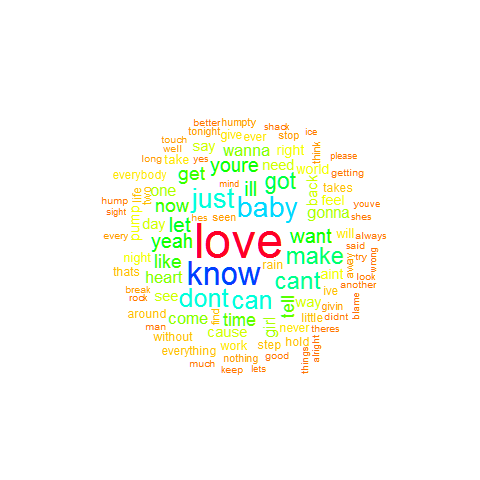 better humpty
tonight give ever shack ice
touch stop
well say wanna right think please
long take yes youre need world getting
everybody get mind ill got back takes youve
hump life two one just baby feel
sight pump now hes seen gonna shes
every day let love want will always
yeah said wrong
night like know rain make away try
thats heart cant aint look
break see dont can tell way ive another
rock givin blame
around come find time girl little didnt
man cause never theres
without work step hold alright
everything nothing good things
much keep lets